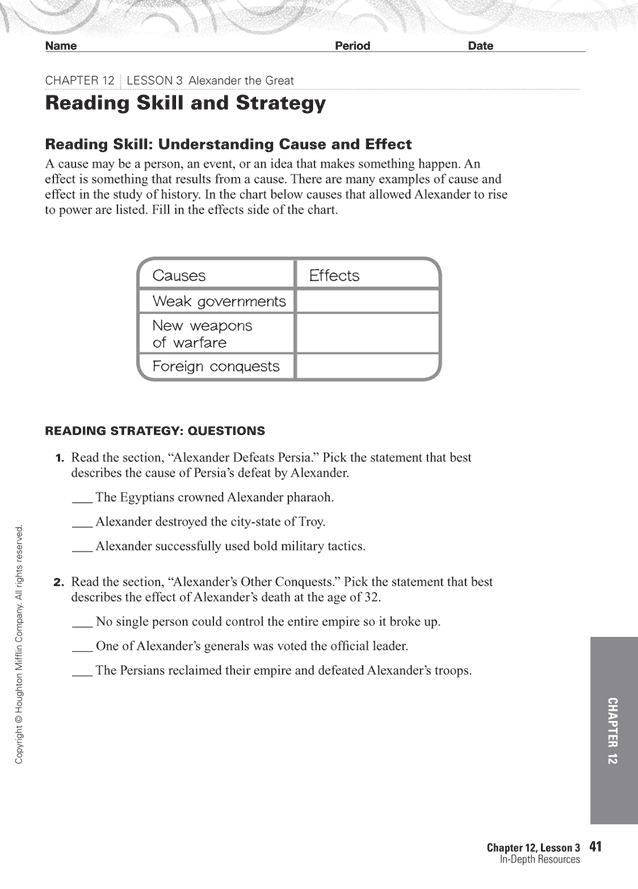 Name Period Date
CHAPTER 12 | LESSON 3 Alexander the Great
Reading Skill and Strategy
Reading Skill: Understanding Cause and Effect
A cause may be a person, an event, or an idea that makes something happen. An
effect is something that results from a cause. There are many examples of cause and
effect in the study of history. In the chart below causes that allowed Alexander to rise
to power are listed. Fill in the effects side of the chart.
Causes Effects
Weak governments
New weapons
of warfare
Foreign conquests
READING STRATEGY: QUESTIONS
1. Read the section, “Alexander Defeats Persia.” Pick the statement that best
describes the cause of Persia’s defeat by Alexander.
___ The Egyptians crowned Alexander pharaoh.
___ Alexander destroyed the city-state of Troy.
___ Alexander successfully used bold military tactics.
2. Read the section, “Alexander’s Other Conquests.” Pick the statement that best
describes the effect of Alexander’s death at the age of 32.
___ No single person could control the entire empire so it broke up.
___ One of Alexander’s generals was voted the official leader.
___ The Persians reclaimed their empire and defeated Alexander’s troops.
Copyright © Houghton Mifflin Company. All rights reserved.
CHAPTER 12
Chapter 12, Lesson 3 41
In-Depth Resources